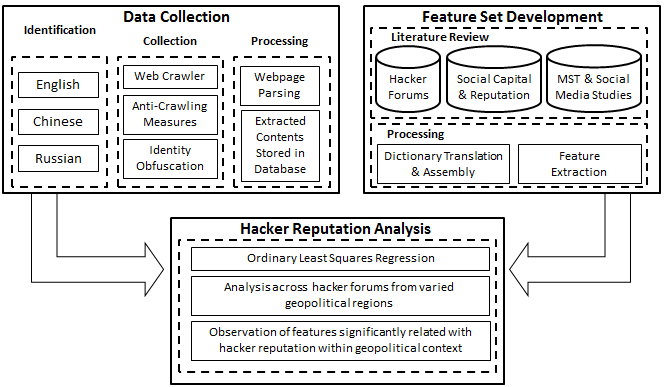 Data Collection
Identification
English
Chinese
Russian
Collection
Web Crawler
Anti-Crawling
Measures
Identity
Obfuscation
Processing
Webpage
Parsing
Extracted
Contents
Stored in
Database
Feature Set Development
Literature Review
Hacker
Forums
Social Capital
& Reputation
MST & Social
Media Studies
Processing
Dictionary Translation
& Assembly
Feature
Extraction
Hacker Reputation Analysis
Ordinary Least Squares Regression
Analysis across hacker forums from varied
geopolitical regions
Observation of features significantly related with
hacker reputation within geopolitical context